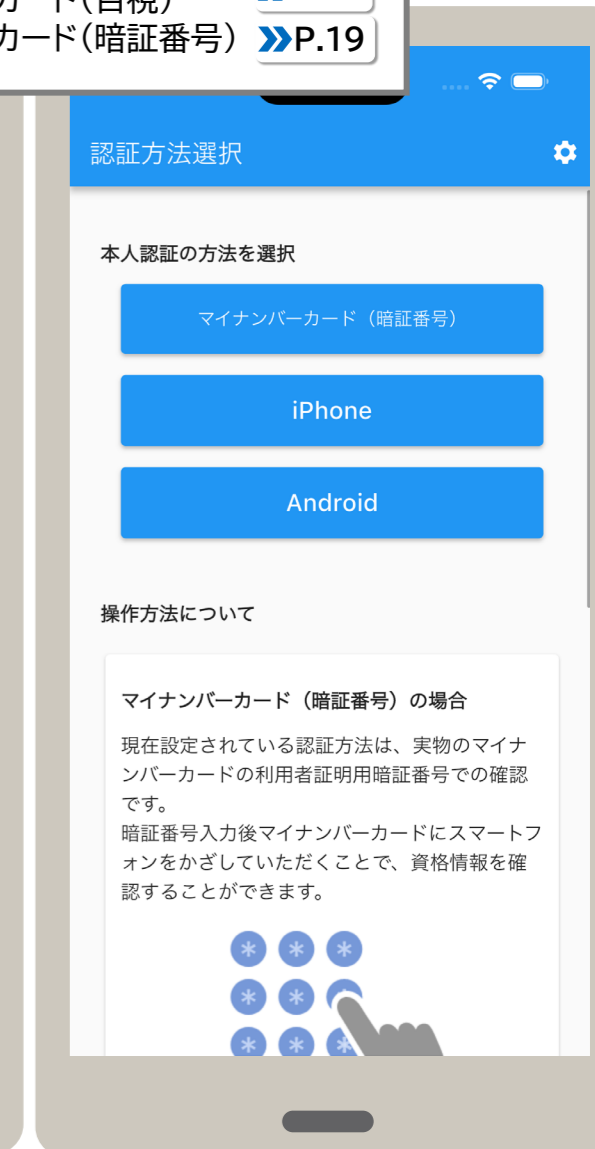 カード(目視)
カード(暗証番号) P.19
認証方法選択
本人認証の方法を選択
マイナンバーカード（暗証番号）
iPhone
Android
操作方法について
マイナンバーカード（暗証番号）の場合
現在設定されている認証方法は、実物のマイナ
ンバーカードの利用者証明用暗証番号での確認
です。
暗証番号入力後マイナンバーカードにスマートフ
ォンをかざしていただくことで、資格情報を確
認することができます。